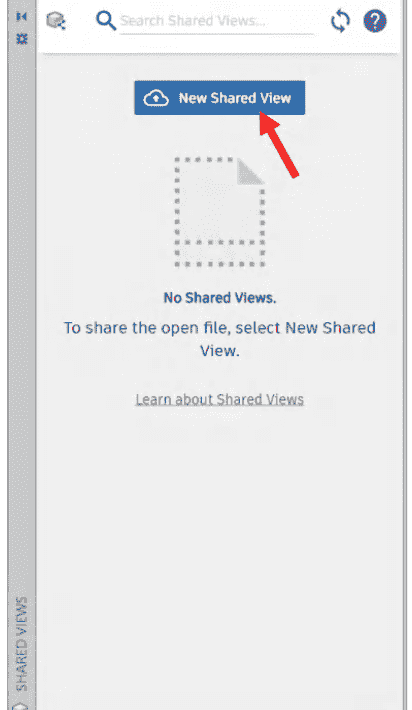 Search Shared Views...
?
New Shared View
No Shared Views.
To share the open file, select New Shared
View.
Learn about Shared Views
SHARED VIEWS